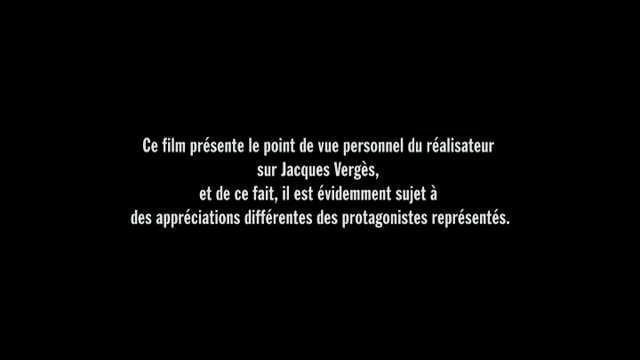 Ce film présente le point de vue personnel du réalisateur
sur Jacques Vergès,
et de ce fait, il est évidemment sujet à
des appréciations différentes des protagonistes représentés.